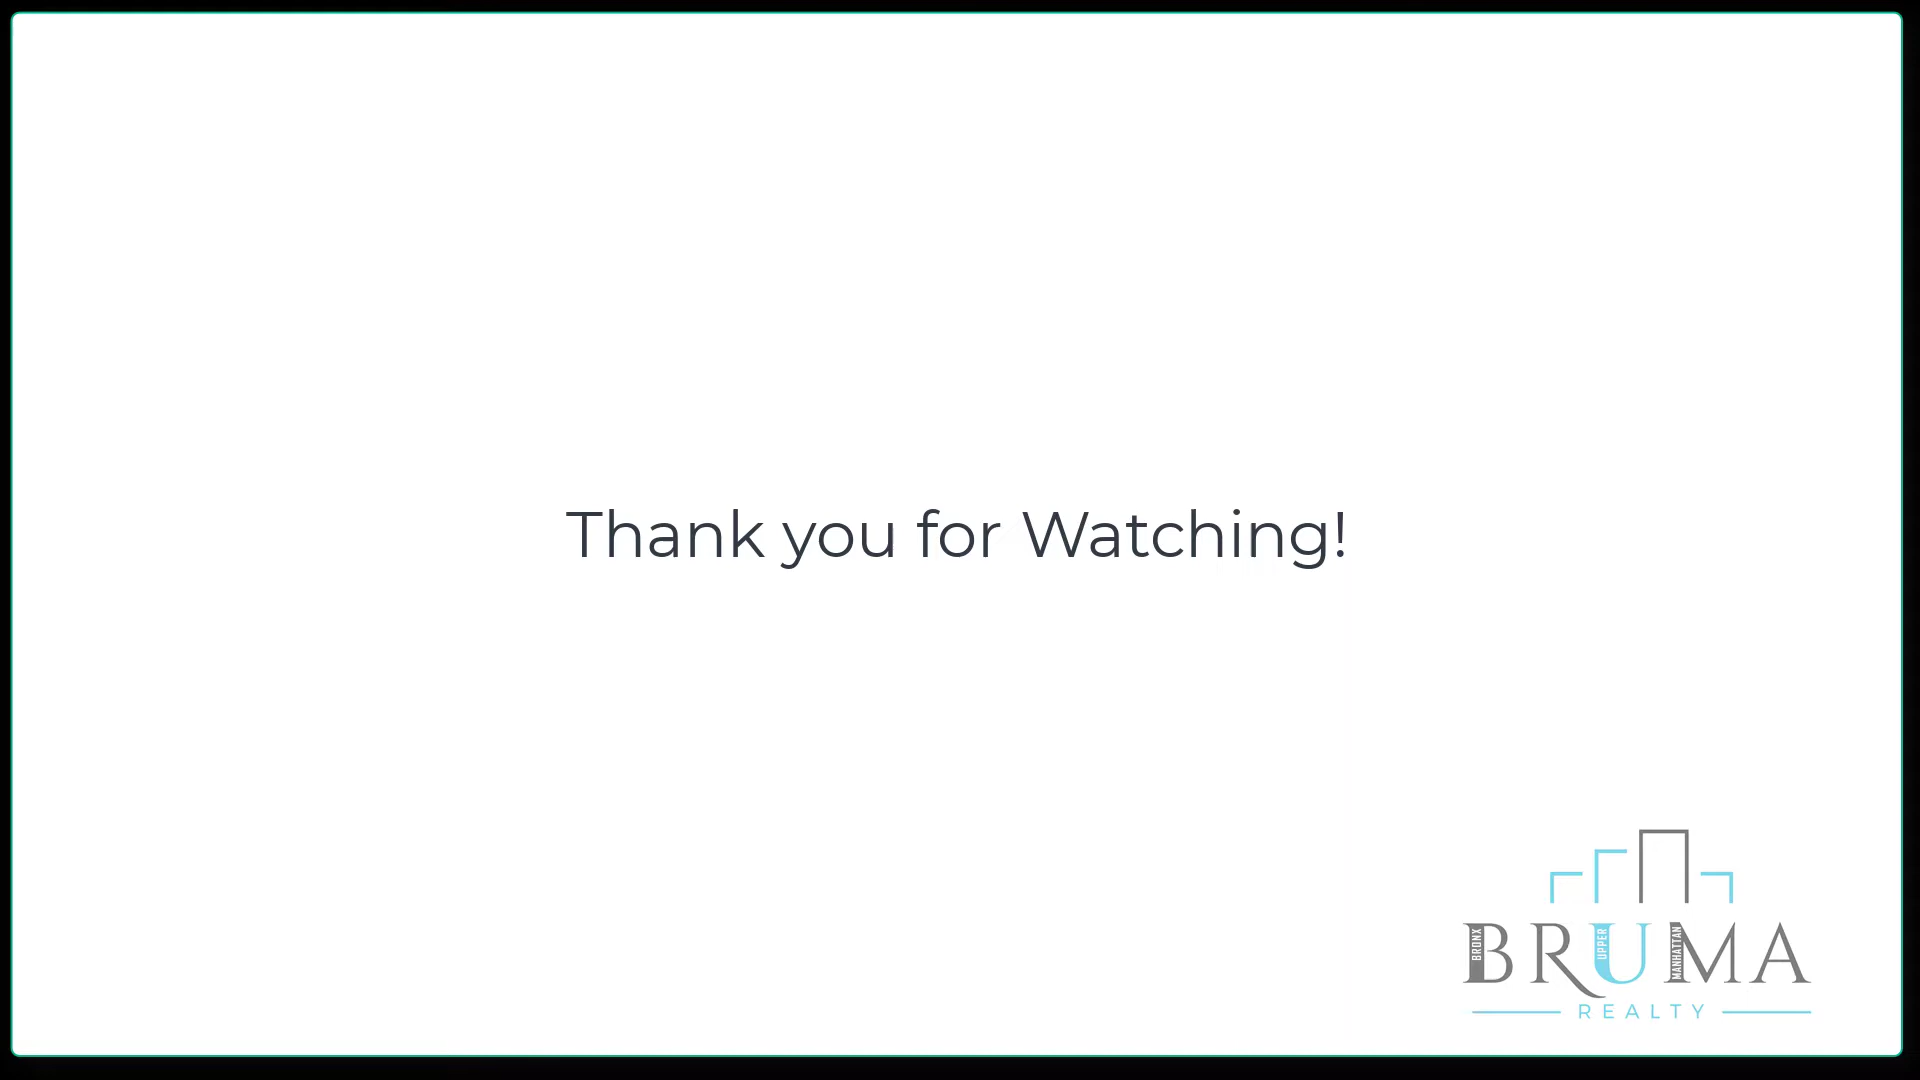 Thank you for Watching!
BRONX
UPPER
MANHATTAN
BRUMA
REALTY